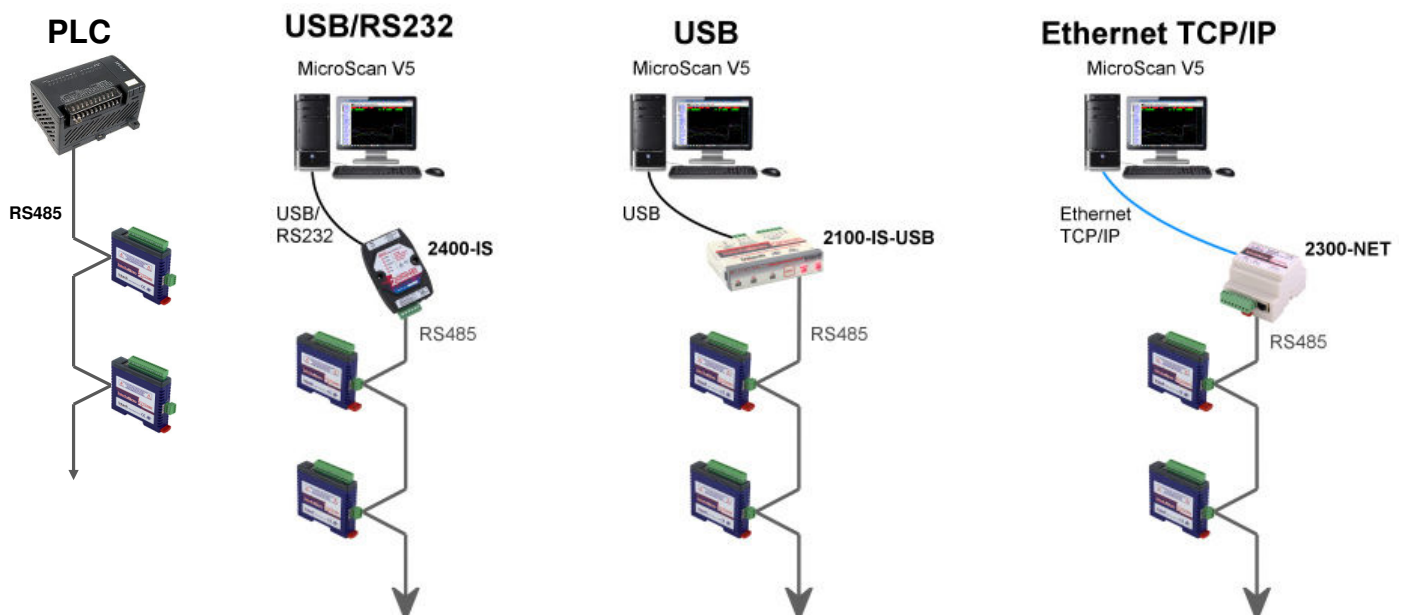 PLC
RS485
USB/RS232
MicroScan V5
USB/
RS232
2400-IS
RS485
USB
MicroScan V5
USB
2100-IS-USB
RS485
Ethernet TCP/IP
MicroScan V5
Ethernet
TCP/IP
2300-NET
RS485